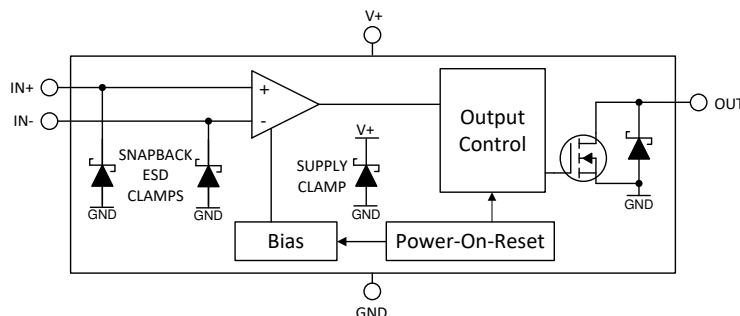 V+
IN+
IN-
+
-
Output
Control
OUT
V+
SNAPBACK
ESD
CLAMPS
SUPPLY
CLAMP
GND
GND
GND
GND
Bias
Power-On-Reset
GND